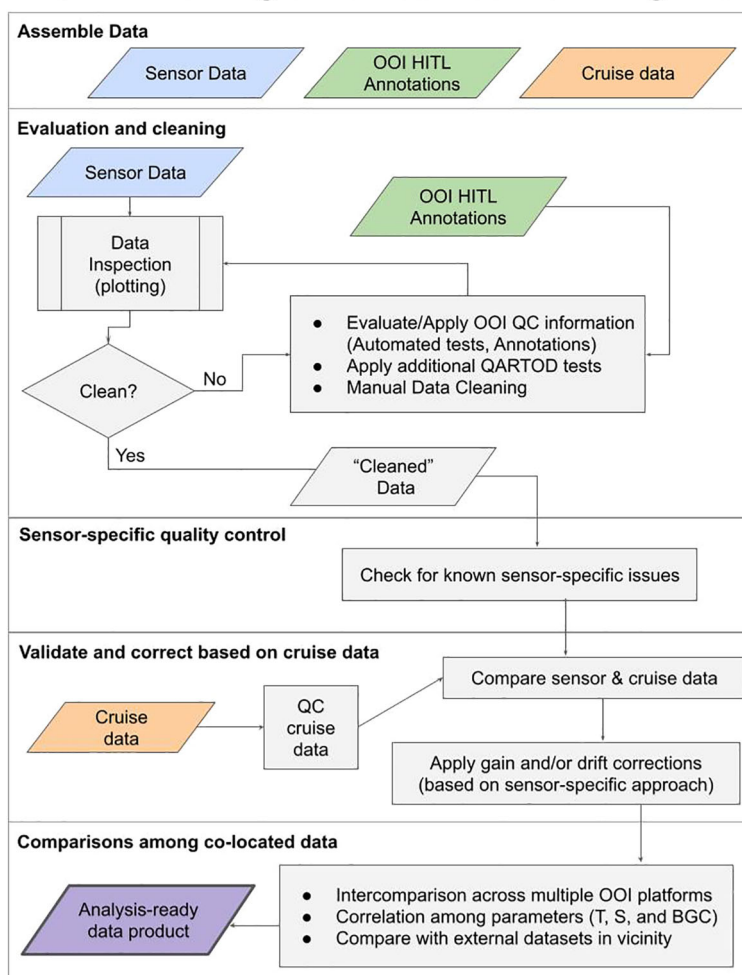 Assemble Data
Sensor Data
OOI HITL
Annotations
Cruise data
Evaluation and cleaning
Sensor Data
OOI HITL
Annotations
Data
Inspection
(plotting)
● Evaluate/Apply OOI QC information
(Automated tests, Annotations)
● Apply additional QARTOD tests
● Manual Data Cleaning
No
Clean?
Yes
“Cleaned”
Data
Sensor-specific quality control
Check for known sensor-specific issues
Validate and correct based on cruise data
Compare sensor & cruise data
Cruise
data
QC
cruise
data
Apply gain and/or drift corrections
(based on sensor-specific approach)
Comparisons among co-located data
● Intercomparison across multiple OOI platforms
● Correlation among parameters (T, S, and BGC)
● Compare with external datasets in vicinity
Analysis-ready
data product